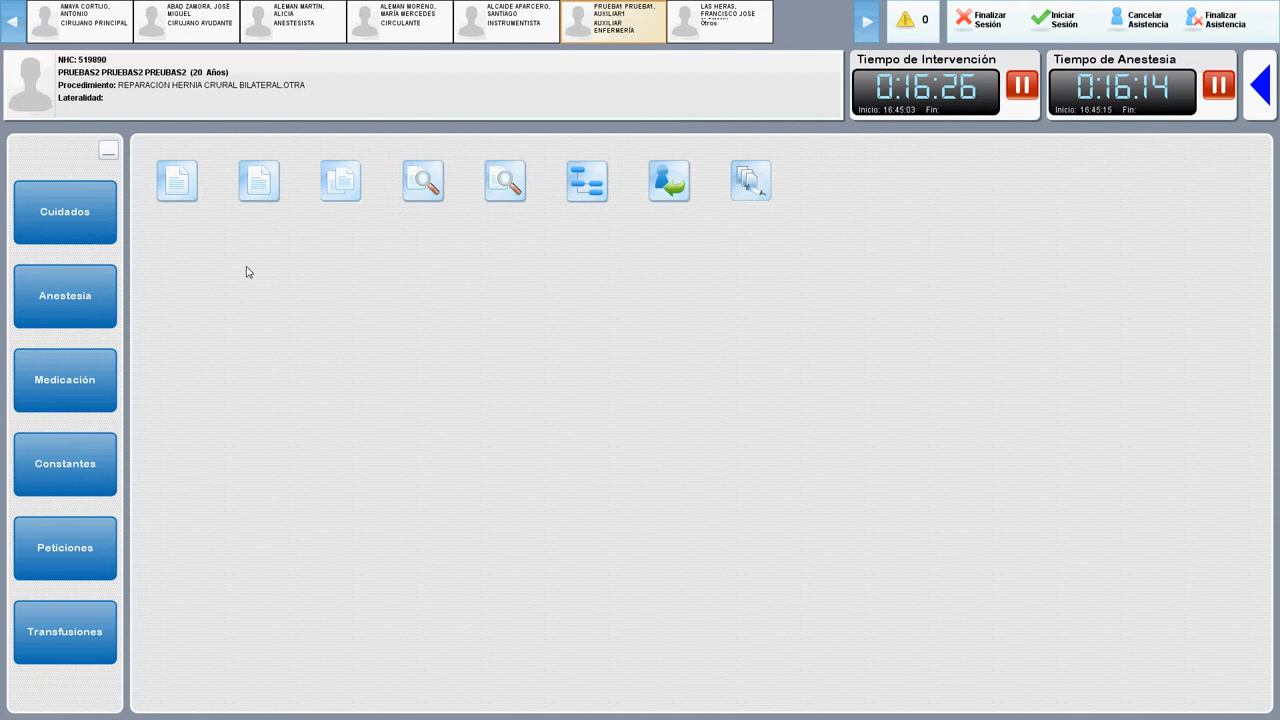 AMAYA CORTIJO,
ANTONIO
CIRUJANO PRINCIPAL
ABAD ZAMORA, JOSÉ
MIGUEL
CIRUJANO AYUDANTE
ALEMAN MARTÍN,
ALICIA
ANESTESISTA
ALEMAN MORENO,
MARÍA MERCEDES
CIRCULANTE
ALCAIDE APARCERO,
SANTIAGO
INSTRUMENTISTA
PRUEBA1 PRUEBA1,
AUXILIAR1
AUXILIAR
ENFERMERÍA
LAS HERAS,
FRANCISCO JOSE
Otros
0
Finalizar
Sesión
Iniciar
Sesión
Cancelar
Asistencia
Finalizar
Asistencia
NHC: 519890
PRUEBAS2 PRUEBAS2 PREUBAS2 (20 Años)
Procedimiento: REPARACION HERNIA CRURAL BILATERAL.OTRA
Lateralidad:
Tiempo de Intervención
0:16:26
Inicio: 16:45:03 Fin:
Tiempo de Anestesia
0:16:14
Inicio: 16:45:15 Fin:
Cuidados
Anestesia
Medicación
Constantes
Peticiones
Transfusiones